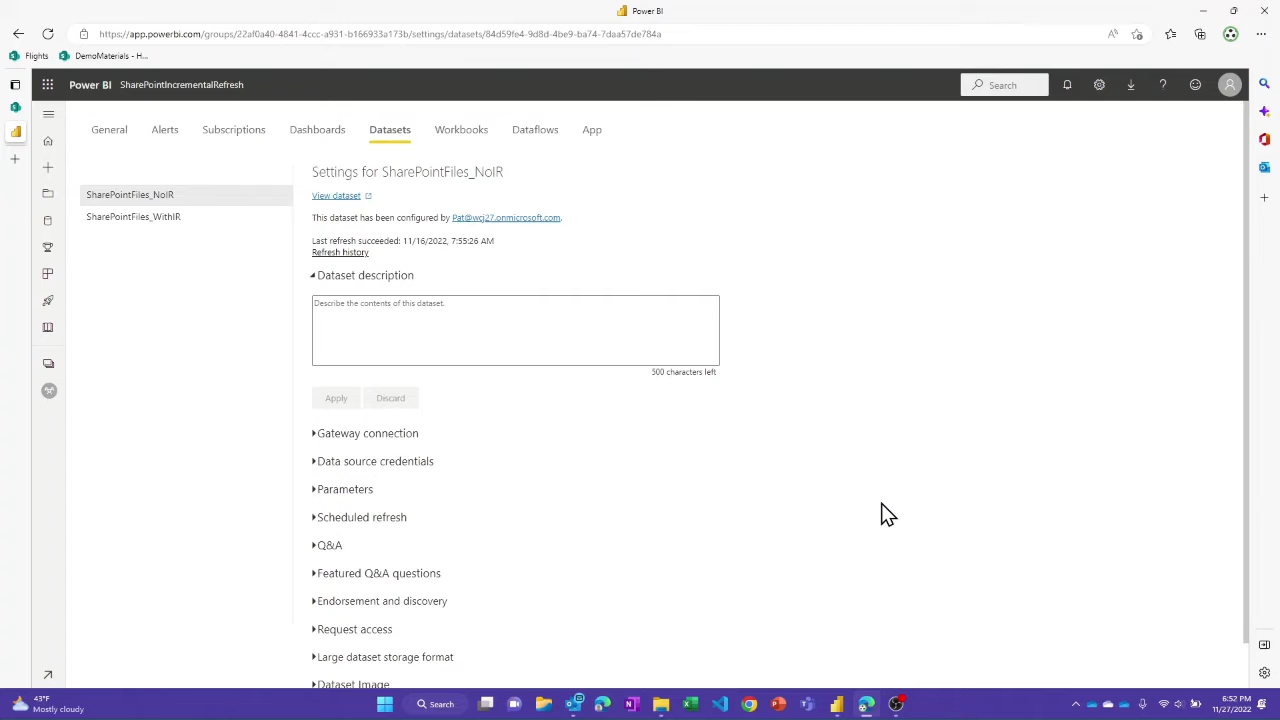 Power BI
https://app.powerbi.com/groups/22af0a40-4841-4ccc-a931-b166933a173b/settings/datasets/84d59fe4-9d8d-4be9-ba74-7daa57de784a
Flights
DemoMaterials - H...
Power BI SharePointIncrementalRefresh
Search
General Alerts Subscriptions Dashboards Datasets Workbooks Dataflows App
SharePointFiles_NoIR
SharePointFiles_WithIR
Settings for SharePointFiles_NoIR
View dataset
This dataset has been configured by Pat@wcj27.onmicrosoft.com.
Last refresh succeeded: 11/16/2022, 7:55:26 AM
Refresh history
Dataset description
Describe the contents of this dataset.
500 characters left
Apply Discard
Gateway connection
Data source credentials
Parameters
Scheduled refresh
Q&A
Featured Q&A questions
Endorsement and discovery
Request access
Large dataset storage format
Dataset Image
43°F
Mostly cloudy
Search
6:52 PM
11/27/2022